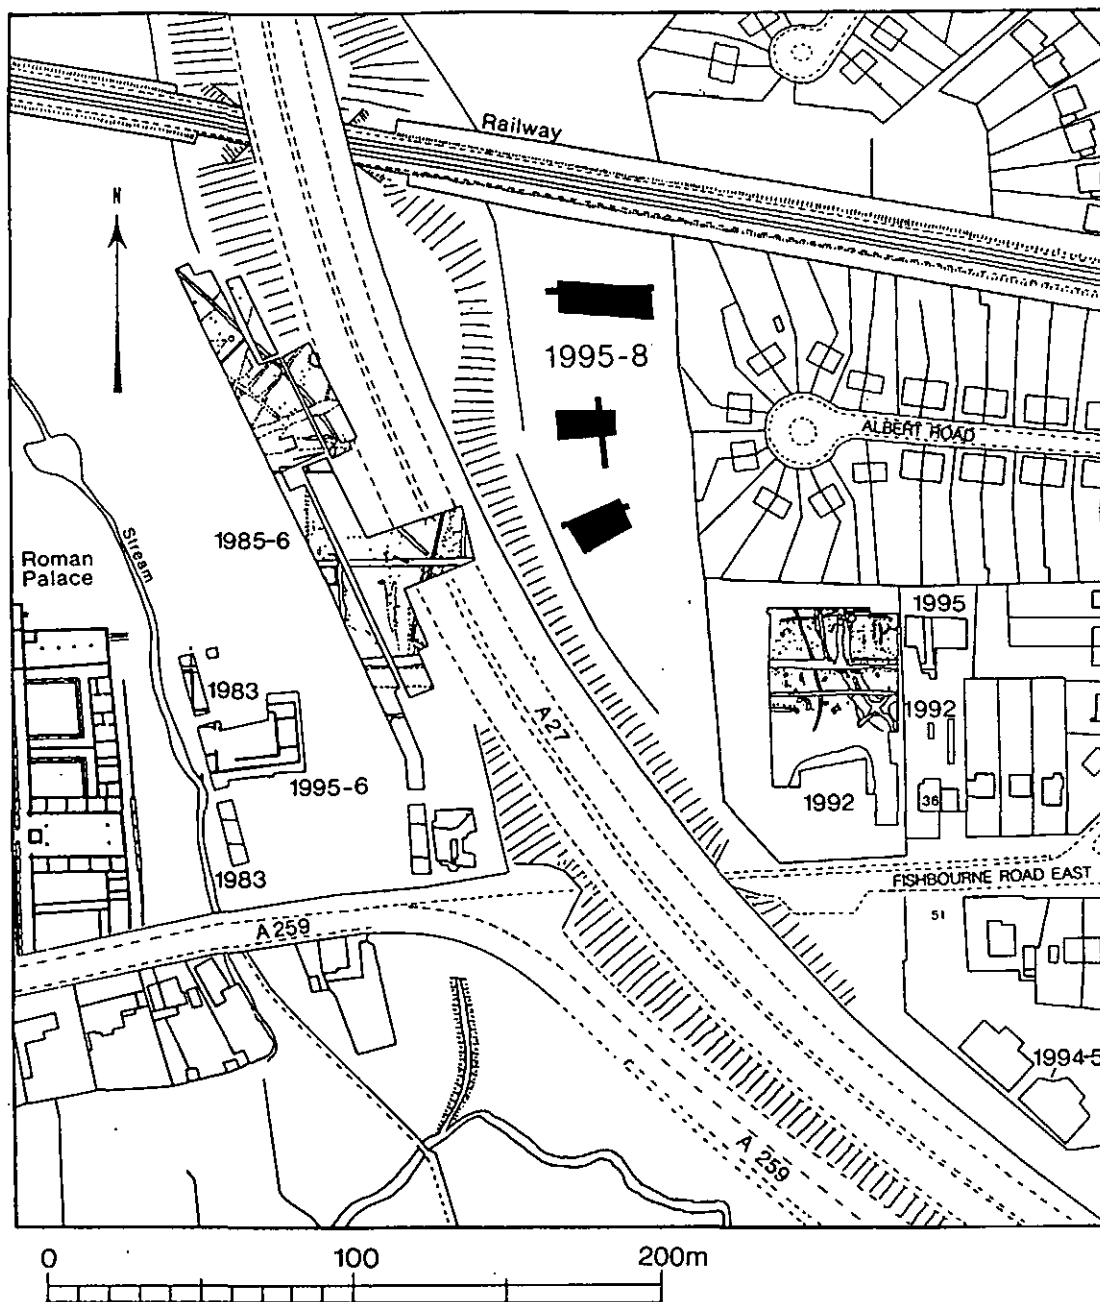 Railway
N
1995-8
ALBERT ROAD
Stream
1985-6
Roman
Palace
1995
1983
1992
A 27
1995-6
1992
36
1983
FISHBOURNE ROAD EAST
51
A 259
1994-5
A 259
0 100 200m